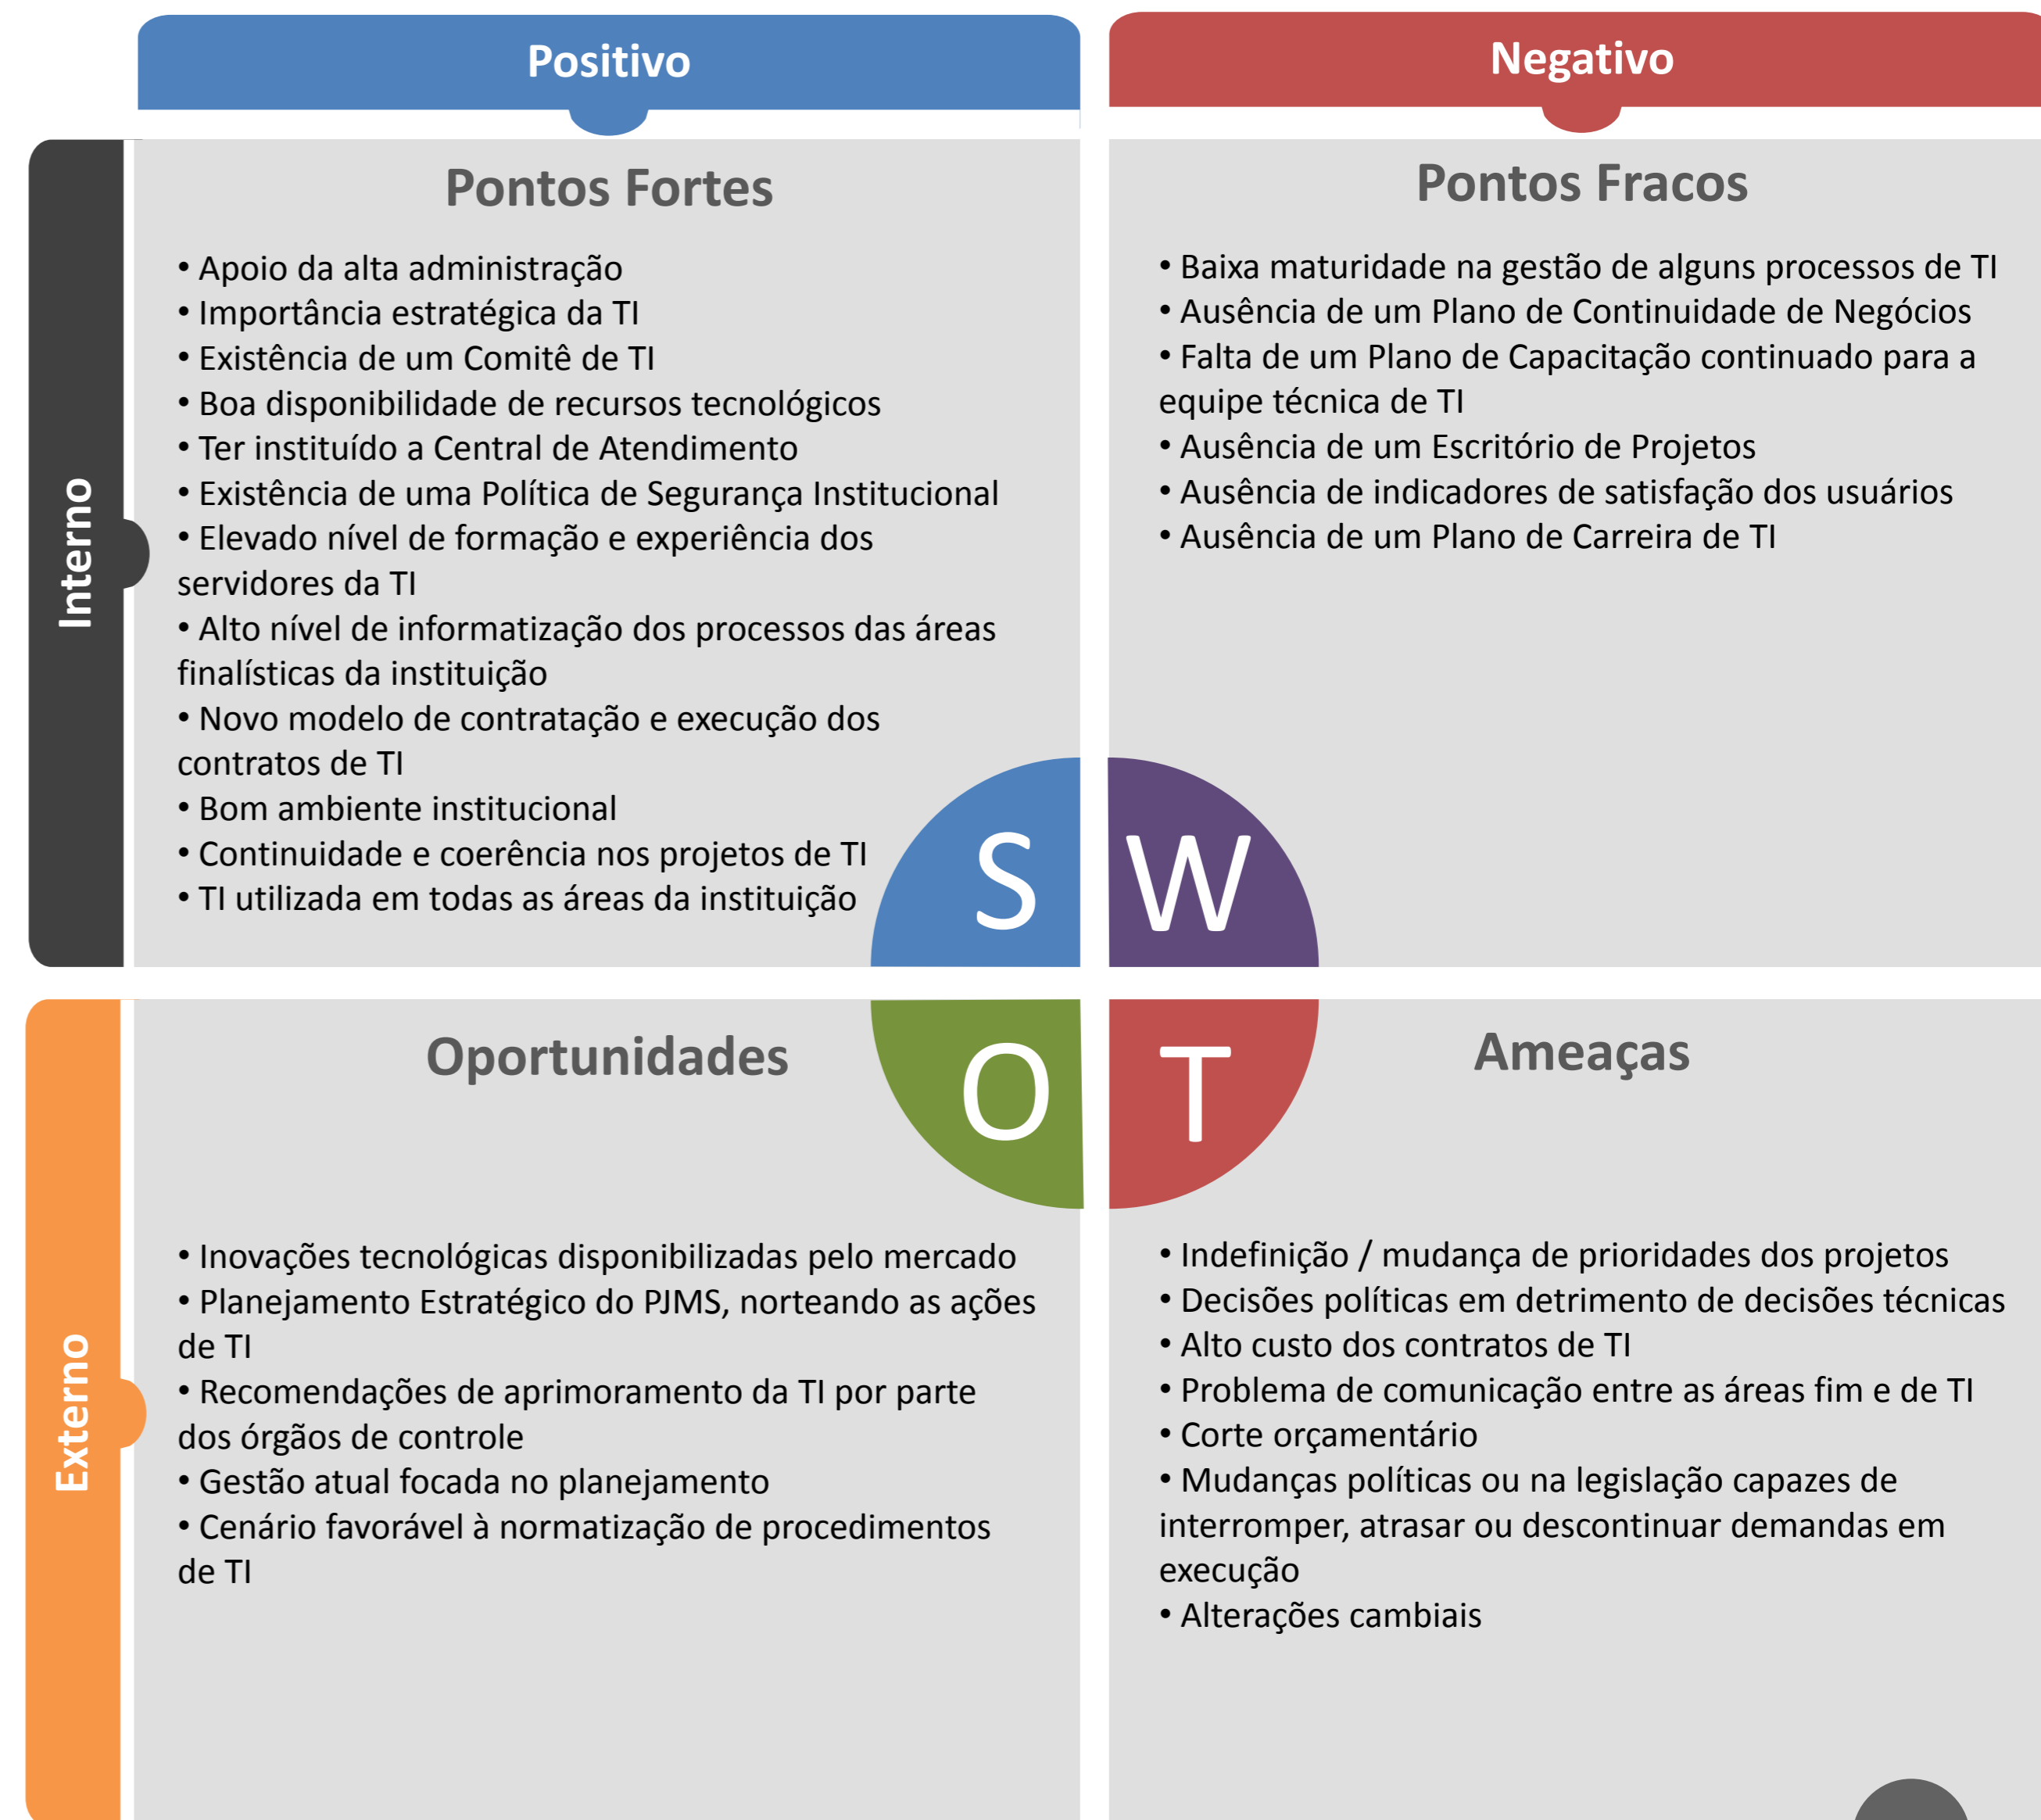 Positivo
Negativo
Interno
Pontos Fortes
• Apoio da alta administração
• Importância estratégica da TI
• Existência de um Comitê de TI
• Boa disponibilidade de recursos tecnológicos
• Ter instituído a Central de Atendimento
• Existência de uma Política de Segurança Institucional
• Elevado nível de formação e experiência dos
servidores da TI
• Alto nível de informatização dos processos das áreas
finalísticas da instituição
• Novo modelo de contratação e execução dos
contratos de TI
• Bom ambiente institucional
• Continuidade e coerência nos projetos de TI
• TI utilizada em todas as áreas da instituição
S
Pontos Fracos
• Baixa maturidade na gestão de alguns processos de TI
• Ausência de um Plano de Continuidade de Negócios
• Falta de um Plano de Capacitação continuado para a
equipe técnica de TI
• Ausência de um Escritório de Projetos
• Ausência de indicadores de satisfação dos usuários
• Ausência de um Plano de Carreira de TI
W
Externo
Oportunidades
O
• Inovações tecnológicas disponibilizadas pelo mercado
• Planejamento Estratégico do PJMS, norteando as ações
de TI
• Recomendações de aprimoramento da TI por parte
dos órgãos de controle
• Gestão atual focada no planejamento
• Cenário favorável à normatização de procedimentos
de TI
T
Ameaças
• Indefinição / mudança de prioridades dos projetos
• Decisões políticas em detrimento de decisões técnicas
• Alto custo dos contratos de TI
• Problema de comunicação entre as áreas fim e de TI
• Corte orçamentário
• Mudanças políticas ou na legislação capazes de
interromper, atrasar ou descontinuar demandas em
execução
• Alterações cambiais